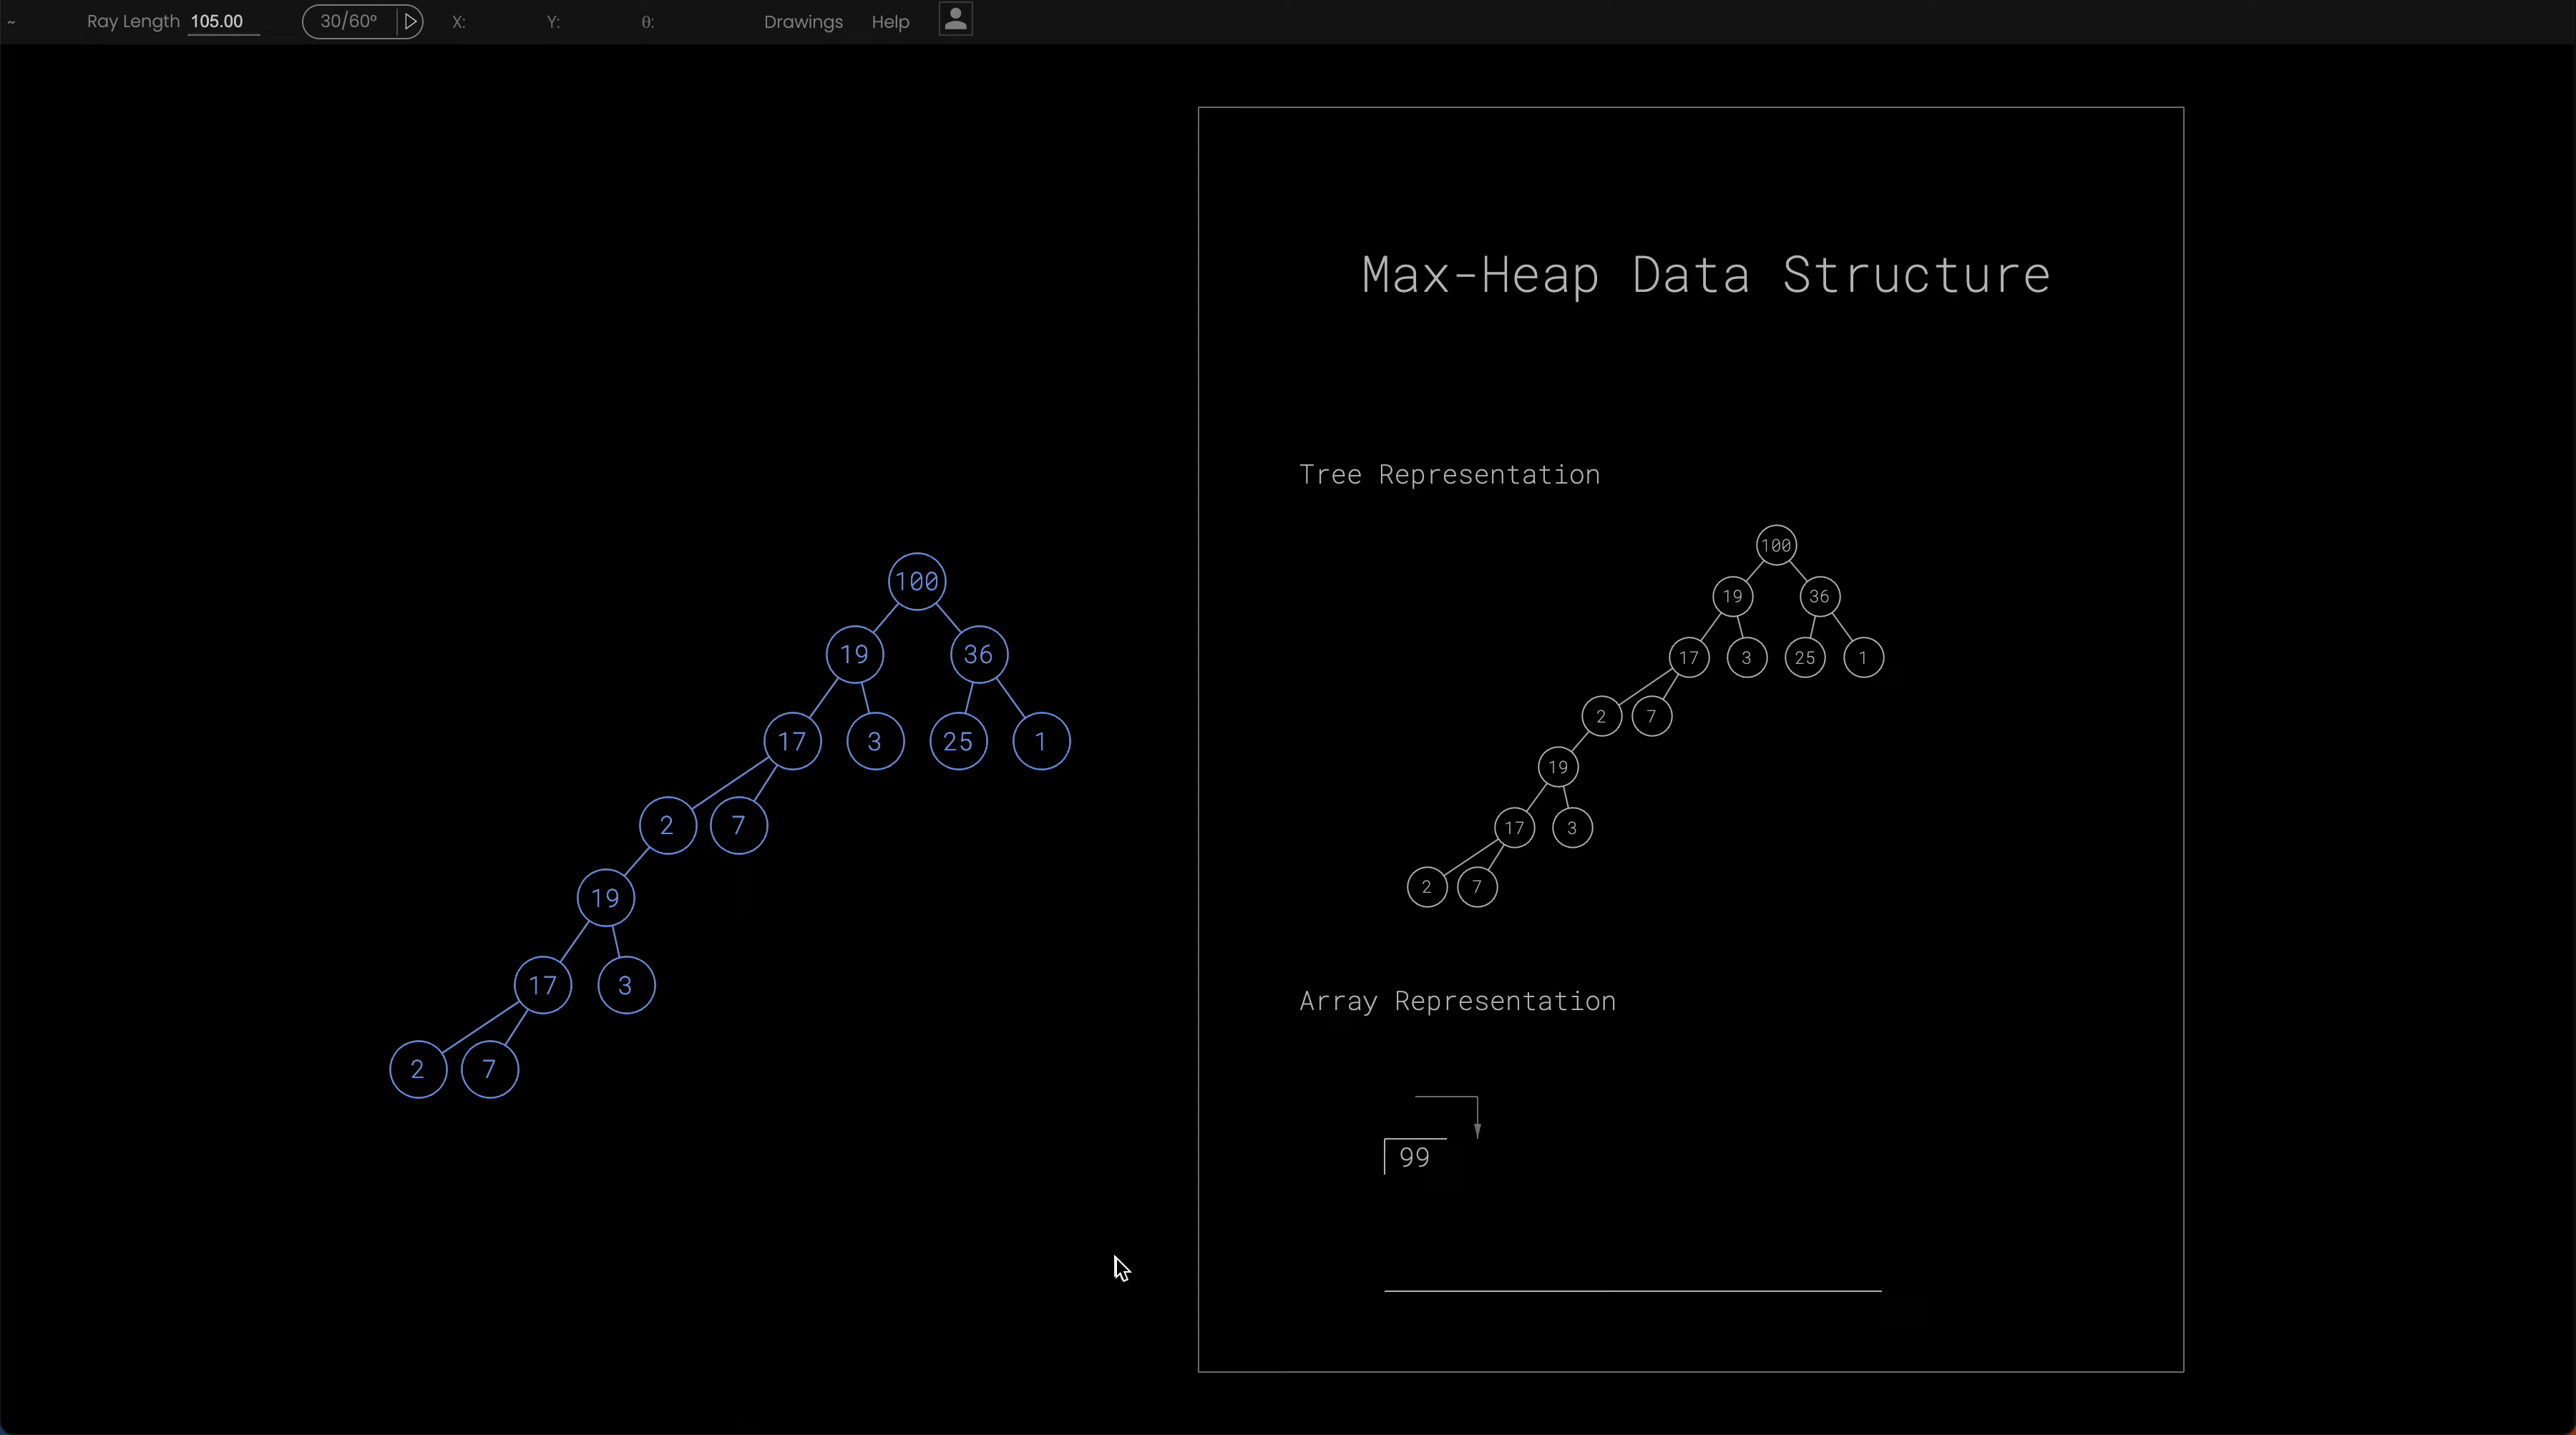 ~ Ray Length 105.00 30/60º X: Y: θ: Drawings Help
Max-Heap Data Structure
Tree Representation
100
19 36
17 3 25 1
2 7
19
17 3
2 7
100
19 36
17 3 25 1
2 7
19
17 3
2 7
Array Representation
99